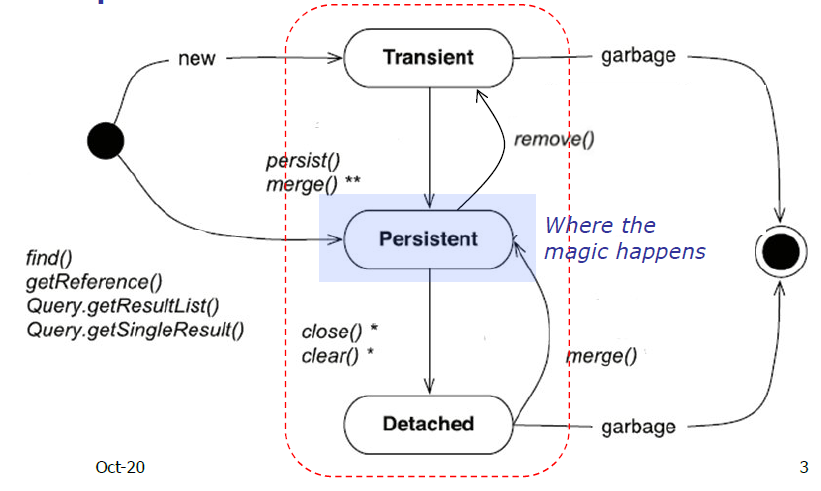 new
Transient
garbage
remove()
persist()
merge() **
Persistent
Where the
magic happens
find()
getReference()
Query.getResultList()
Query.getSingleResult()
close() *
clear() *
merge()
Detached
garbage
Oct-20
3